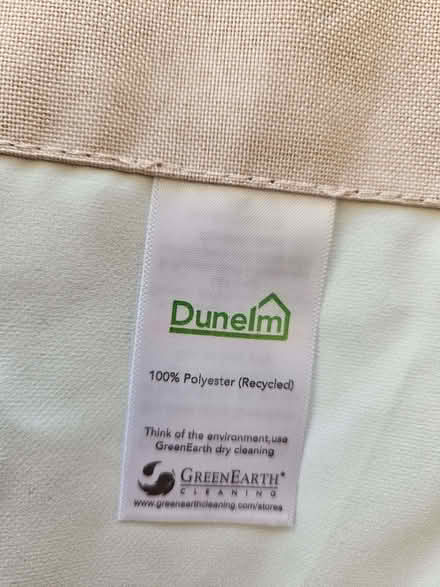 Dunelm
100% Polyester (Recycled)
Think of the environment,use
GreenEarth dry cleaning
GREENEARTH®
CLEANING
www.greenearthcleaning.com/stores